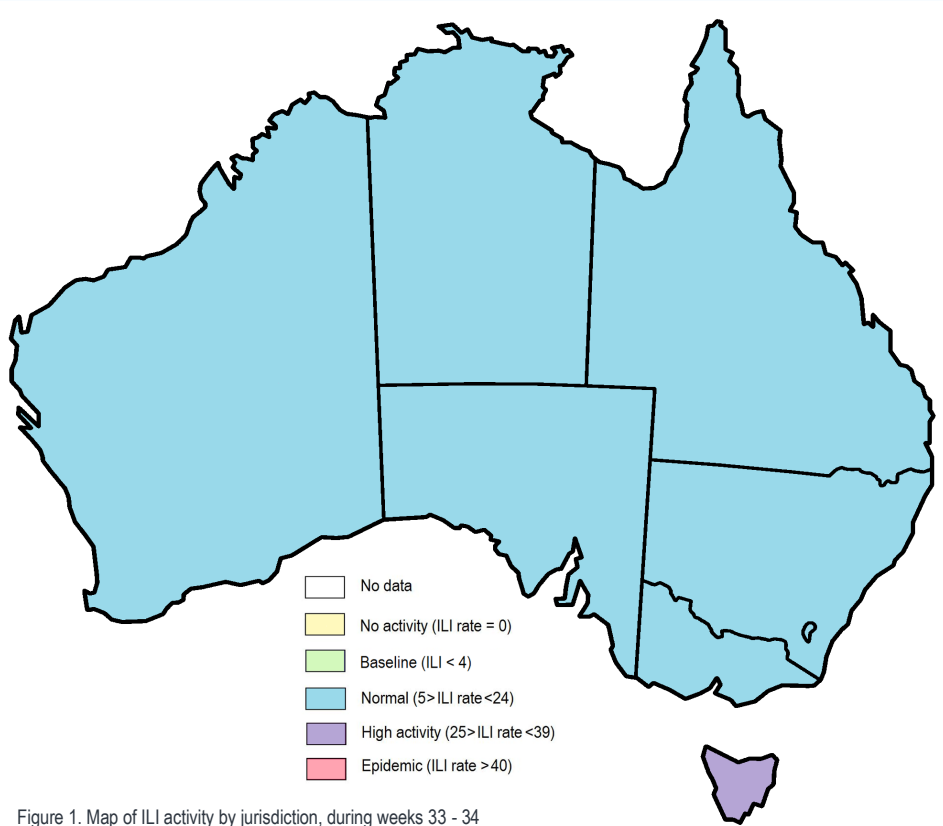 No data
No activity (ILI rate = 0)
Baseline (ILI < 4)
Normal (5>ILI rate<24)
High activity (25>ILI rate<39)
Epidemic (ILI rate >40)
Figure 1. Map of ILI activity by jurisdiction, during weeks 33 - 34